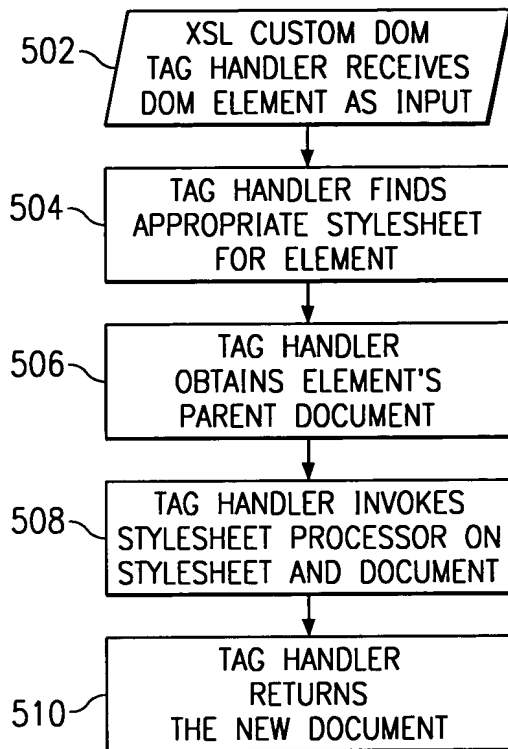 502
XSL CUSTOM DOM
TAG HANDLER RECEIVES
DOM ELEMENT AS INPUT
504
TAG HANDLER FINDS
APPROPRIATE STYLESHEET
FOR ELEMENT
506
TAG HANDLER
OBTAINS ELEMENT'S
PARENT DOCUMENT
508
TAG HANDLER INVOKES
STYLESHEET PROCESSOR ON
STYLESHEET AND DOCUMENT
510
TAG HANDLER
RETURNS
THE NEW DOCUMENT